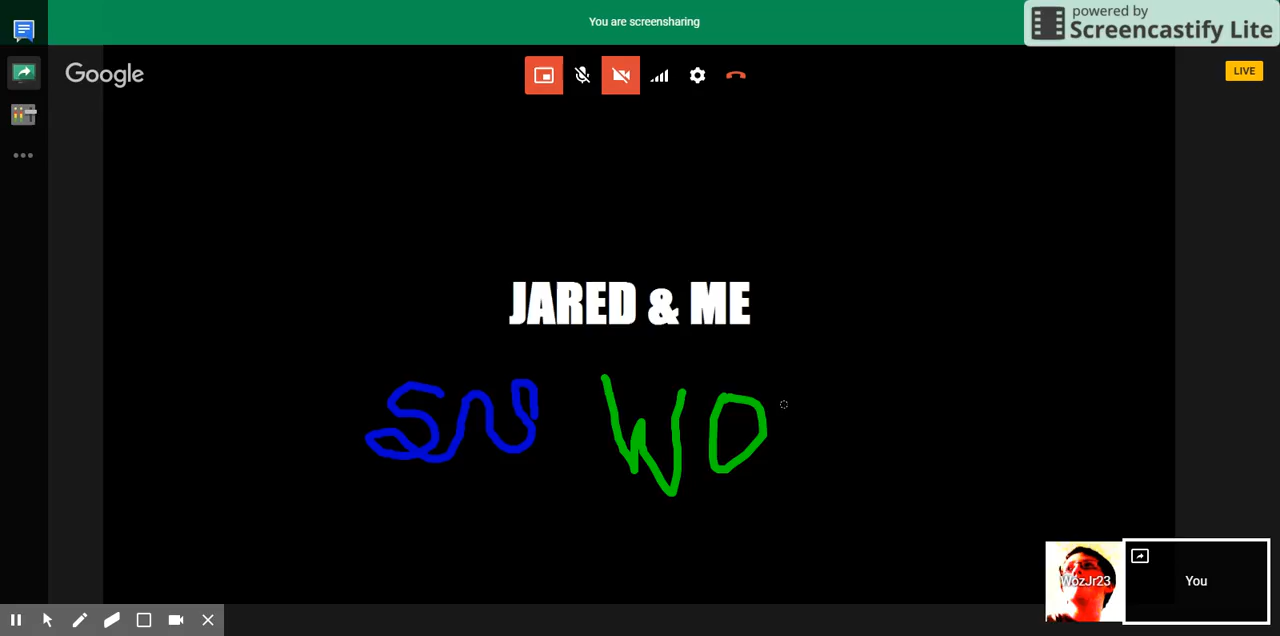 You are screensharing
powered by
Screencastify Lite
Google
LIVE
JARED & ME
WO
WozJr23
You